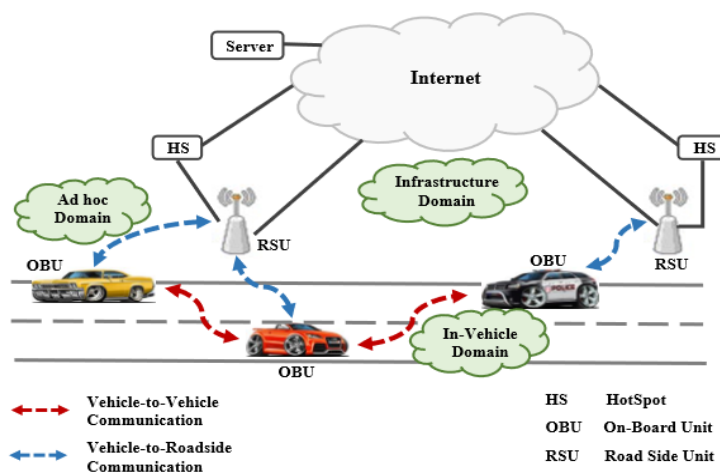 Server
Internet
HS
HS
Ad hoc
Domain
Infrastructure
Domain
RSU
RSU
OBU
OBU
POLICE
In-Vehicle
Domain
OBU
Vehicle-to-Vehicle
Communication
Vehicle-to-Roadside
Communication
HS HotSpot
OBU On-Board Unit
RSU Road Side Unit